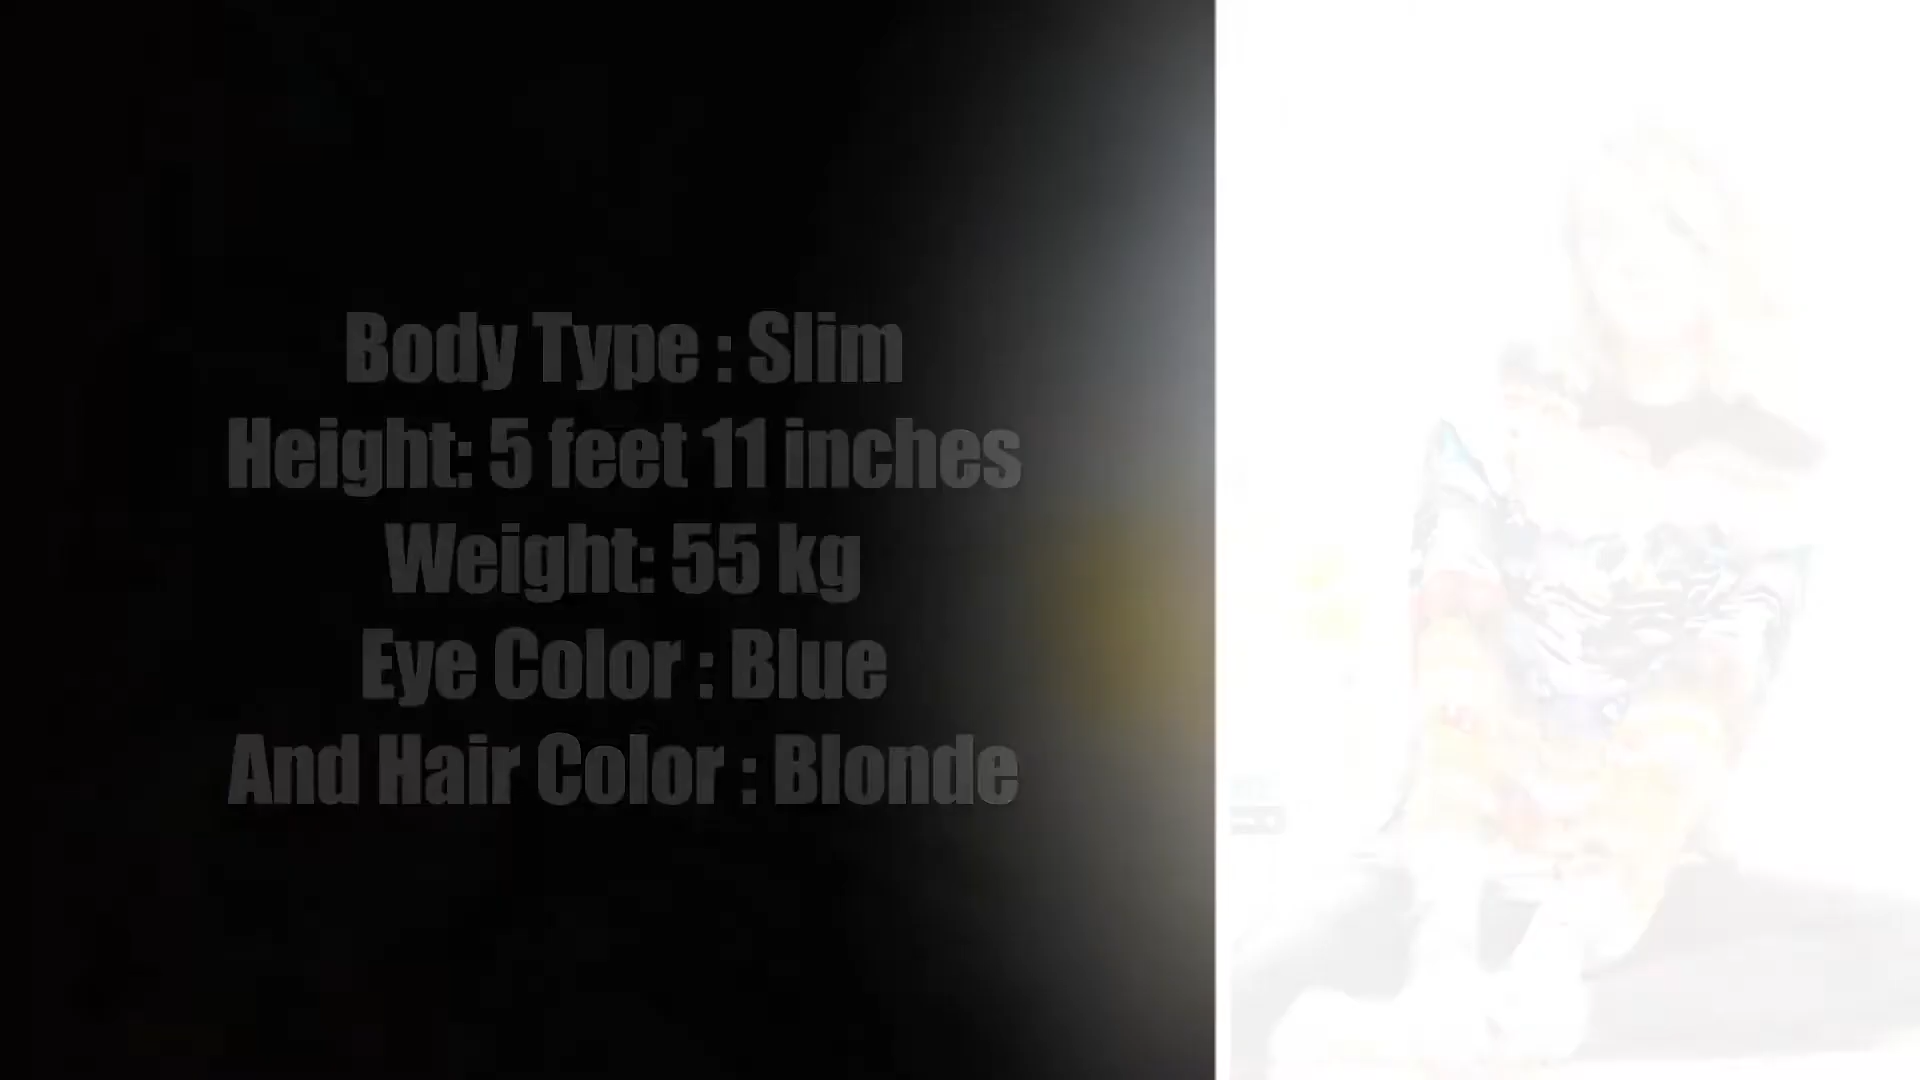 Body Type : Slim
Height: 5 feet 11 inches
Weight: 55 kg
Eye Color : Blue
And Hair Color : Blonde